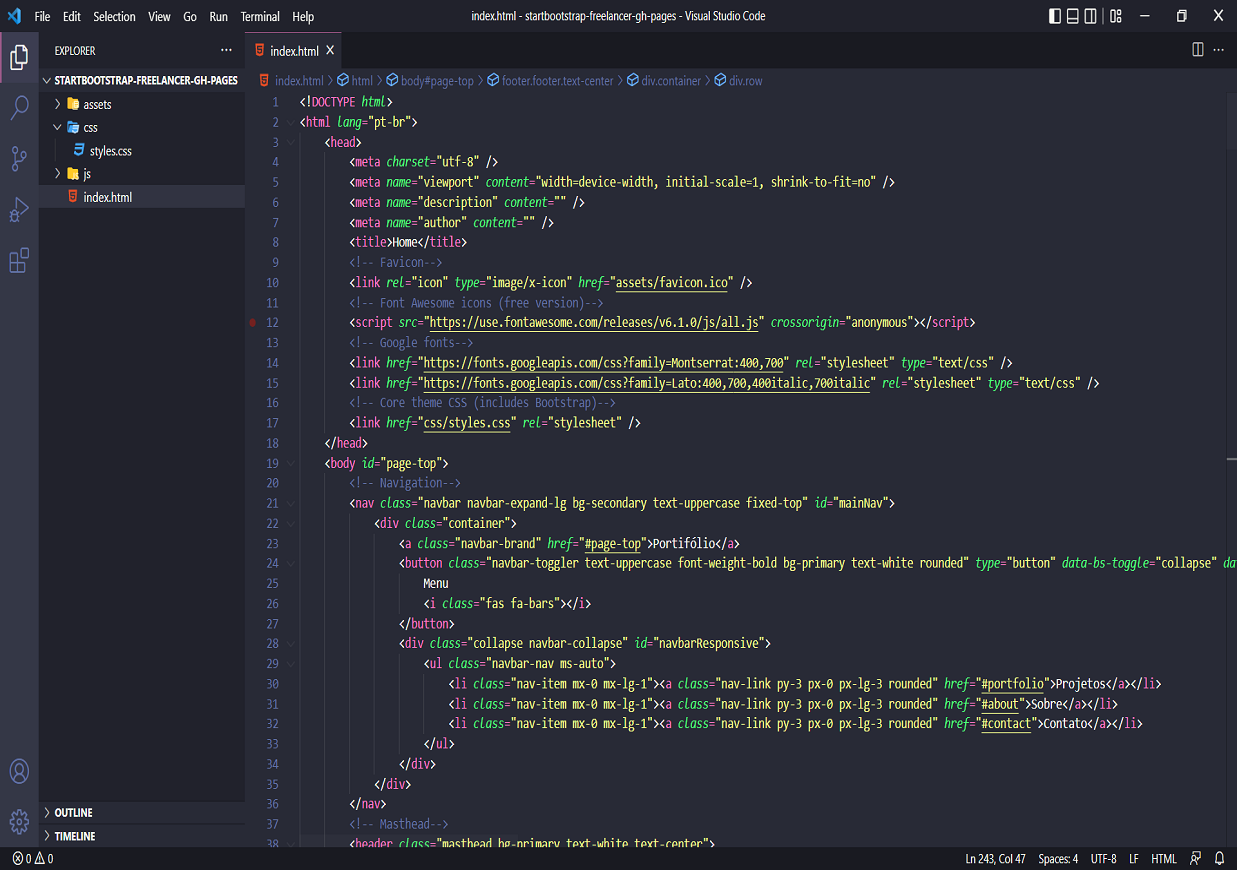 File Edit Selection View Go Run Terminal Help
index.html - startbootstrap-freelancer-gh-pages - Visual Studio Code
EXPLORER
STARTBOOTSTRAP-FREELANCER-GH-PAGES
assets
css
styles.css
js
index.html
OUTLINE
TIMELINE
index.html
index.html > html > body#page-top > footer.footer.text-center > div.container > div.row
1 <!DOCTYPE html>
2 <html lang="pt-br">
3 <head>
4 <meta charset="utf-8" />
5 <meta name="viewport" content="width=device-width, initial-scale=1, shrink-to-fit=no" />
6 <meta name="description" content="" />
7 <meta name="author" content="" />
8 <title>Home</title>
9 <!-- Favicon-->
10 <link rel="icon" type="image/x-icon" href="assets/favicon.ico" />
11 <!-- Font Awesome icons (free version)-->
12 <script src="https://use.fontawesome.com/releases/v6.1.0/js/all.js" crossorigin="anonymous"></script>
13 <!-- Google fonts-->
14 <link href="https://fonts.googleapis.com/css?family=Montserrat:400,700" rel="stylesheet" type="text/css" />
15 <link href="https://fonts.googleapis.com/css?family=Lato:400,700,400italic,700italic" rel="stylesheet" type="text/css" />
16 <!-- Core theme CSS (includes Bootstrap)-->
17 <link href="css/styles.css" rel="stylesheet" />
18 </head>
19 <body id="page-top">
20 <!-- Navigation-->
21 <nav class="navbar navbar-expand-lg bg-secondary text-uppercase fixed-top" id="mainNav">
22 <div class="container">
23 <a class="navbar-brand" href="#page-top">Portifólio</a>
24 <button class="navbar-toggler text-uppercase font-weight-bold bg-primary text-white rounded" type="button" data-bs-toggle="collapse" da
25 Menu
26 <i class="fas fa-bars"></i>
27 </button>
28 <div class="collapse navbar-collapse" id="navbarResponsive">
29 <ul class="navbar-nav ms-auto">
30 <li class="nav-item mx-0 mx-lg-1"><a class="nav-link py-3 px-0 px-lg-3 rounded" href="#portfolio">Projetos</a></li>
31 <li class="nav-item mx-0 mx-lg-1"><a class="nav-link py-3 px-0 px-lg-3 rounded" href="#about">Sobre</a></li>
32 <li class="nav-item mx-0 mx-lg-1"><a class="nav-link py-3 px-0 px-lg-3 rounded" href="#contact">Contato</a></li>
33 </ul>
34 </div>
35 </div>
36 </nav>
37 <!-- Masthead-->
38 <header class="masthead bg-primary text-white text-center">
0 0
Ln 243, Col 47 Spaces: 4 UTF-8 LF HTML